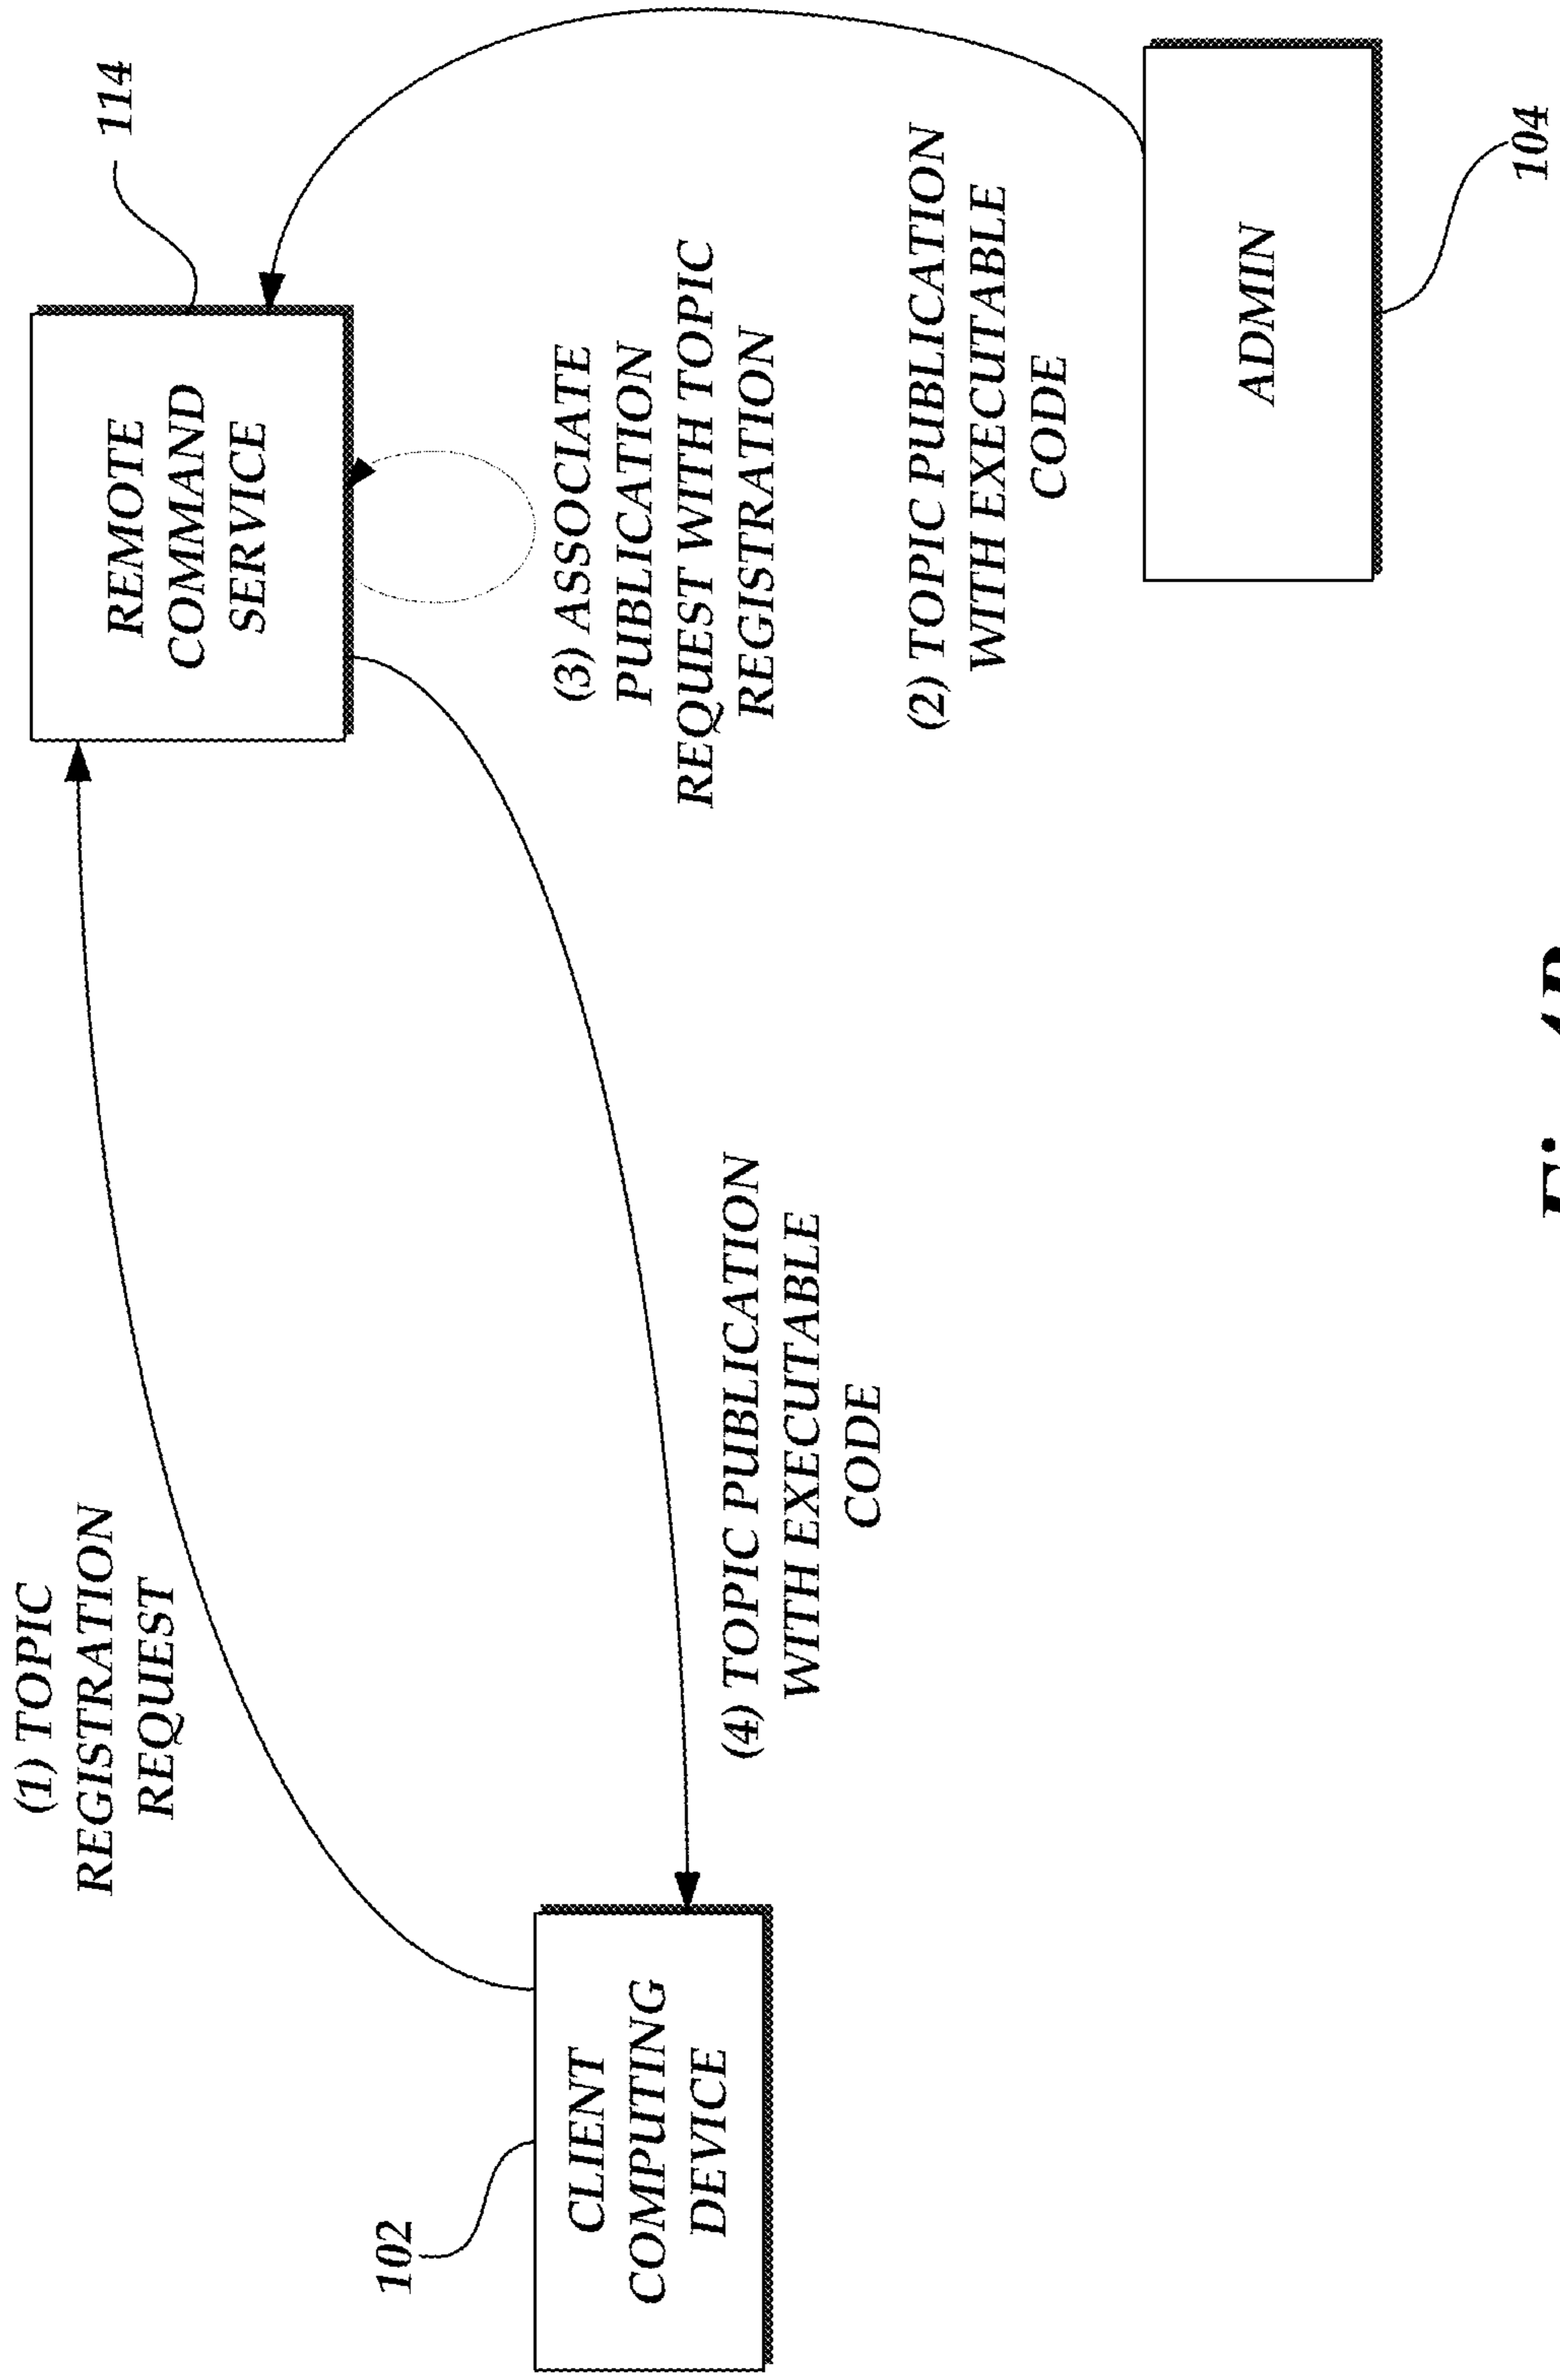 (1) TOPIC
REGISTRATION
REQUEST
114
REMOTE
COMMAND
SERVICE
102
CLIENT
COMPUTING
DEVICE
(3) ASSOCIATE
PUBLICATION
REQUEST WITH TOPIC
REGISTRATION
(4) TOPIC PUBLICATION
WITH EXECUTABLE
CODE
(2) TOPIC PUBLICATION
WITH EXECUTABLE
CODE
ADMIN
104